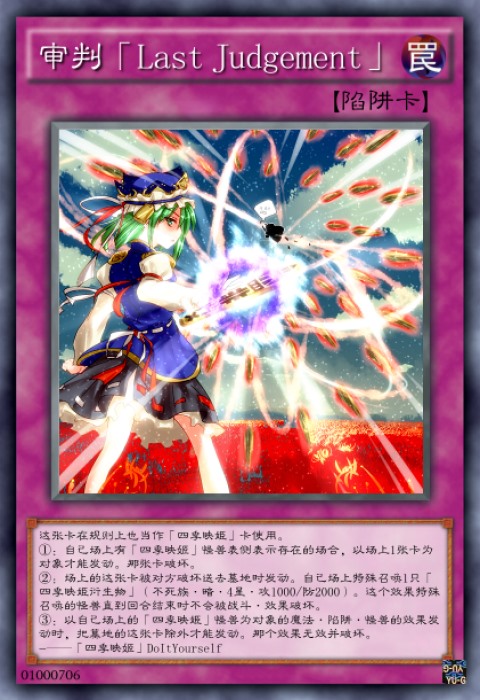 审判「Last Judgement」 罠
【陷阱卡】
这张卡在规则上也当作「四季映姬」卡使用。
①：自己场上有「四季映姬」怪兽表侧表示存在的场合，以场上1张卡为
对象才能发动。那张卡破坏。
②：场上的这张卡被对方破坏送去墓地时发动。自己场上特殊召唤1只「
四季映姬衍生物」（不死族·暗·4星·攻1000/防2000）。这个效果特殊
召唤的怪兽直到回合结束时不会被战斗·效果破坏。
③：以自己场上的「四季映姬」怪兽为对象的魔法·陷阱·怪兽的效果发
动时，把墓地的这张卡除外才能发动。那个效果无效并破坏。
-——「四季映姬」DoItYourself
01000706